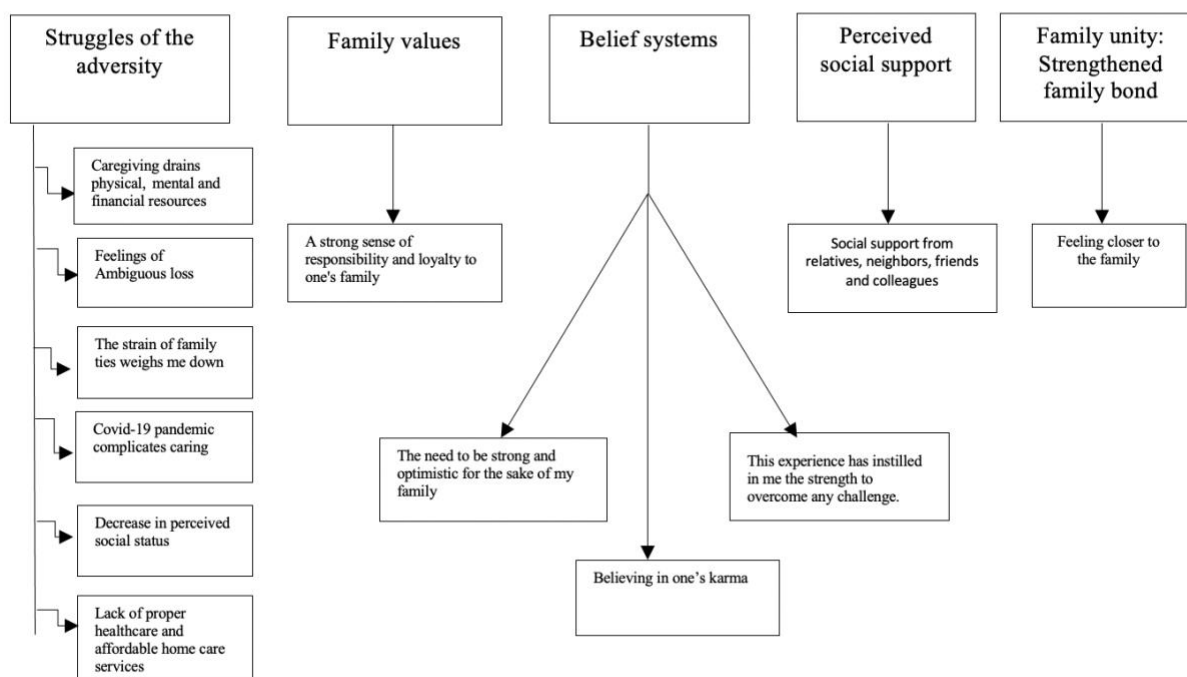 Struggles of the
adversity
Family values
Belief systems
Perceived
social support
Family unity:
Strengthened
family bond
Caregiving drains
physical, mental and
financial resources
Feelings of
Ambiguous loss
The strain of family
ties weighs me down
Covid-19 pandemic
complicates caring
Decrease in perceived
social status
Lack of proper
healthcare and
affordable home care
services
A strong sense of
responsibility and loyalty to
one's family
The need to be strong and
optimistic for the sake of my
family
Believing in one’s karma
This experience has instilled
in me the strength to
overcome any challenge.
Social support from
relatives, neighbors, friends
and colleagues
Feeling closer to
the family